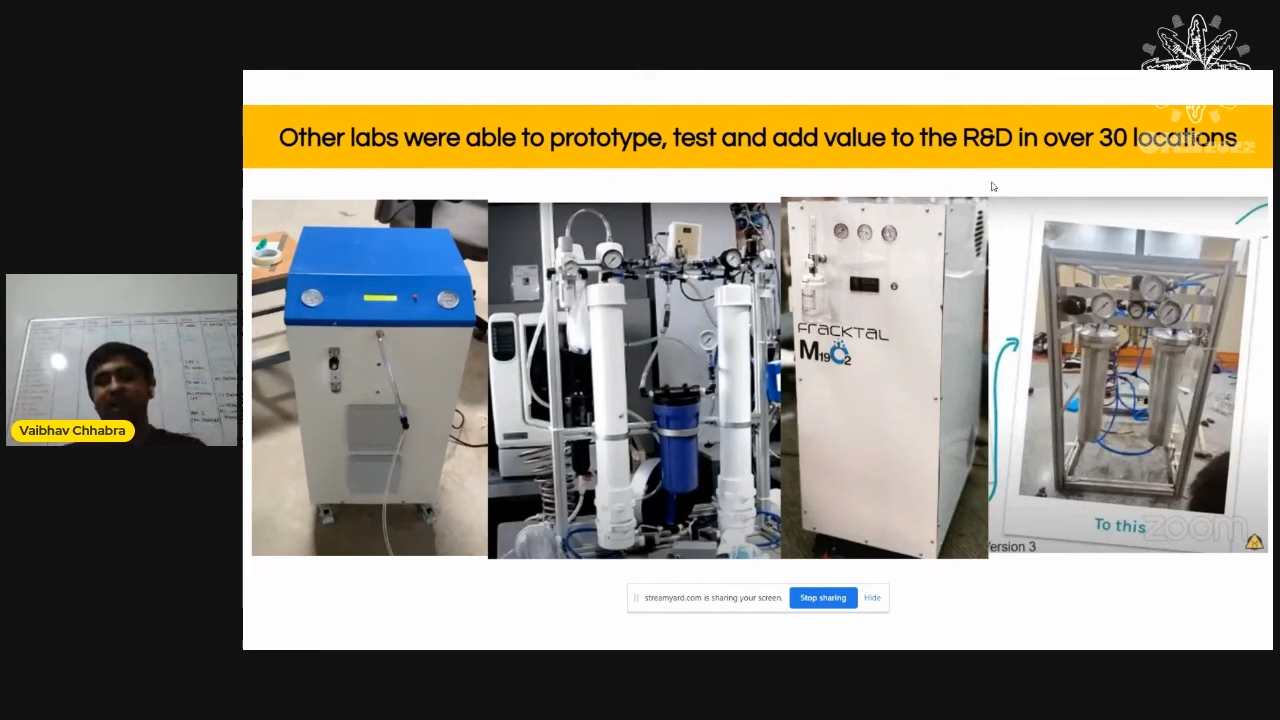 Other labs were able to prototype, test and add value to the R&D in over 30 locations
FRACKTAL
M19O2
To this
zoom
Version 3
Vaibhav Chhabra
streamyard.com is sharing your screen.
Stop sharing
Hide